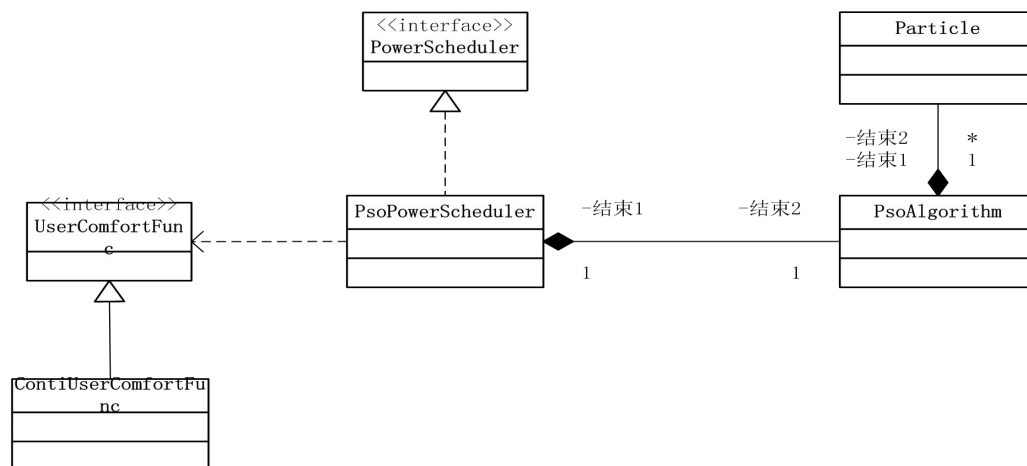 <<interface>>
PowerScheduler
Particle
-结束2
*
-结束1
1
<<interface>>
UserComfortFun
c
PsoPowerScheduler
-结束1
-结束2
1
1
PsoAlgorithm
ContiUserComfortFu
nc